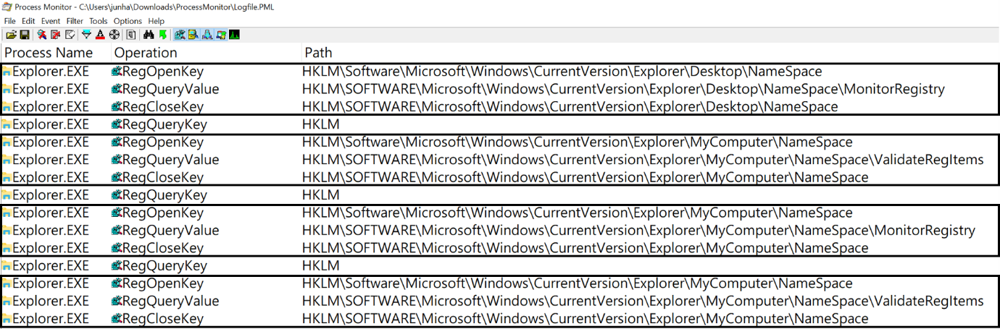 Process Monitor - C:\Users\junha\Downloads\ProcessMonitor\Logfile.PML
File Edit Event Filter Tools Options Help
Process Name Operation Path
Explorer.EXE RegOpenKey HKLM\Software\Microsoft\Windows\CurrentVersion\Explorer\Desktop\NameSpace
Explorer.EXE RegQueryValue HKLM\SOFTWARE\Microsoft\Windows\CurrentVersion\Explorer\Desktop\NameSpace\MonitorRegistry
Explorer.EXE RegCloseKey HKLM\SOFTWARE\Microsoft\Windows\CurrentVersion\Explorer\Desktop\NameSpace
Explorer.EXE RegQueryKey HKLM
Explorer.EXE RegOpenKey HKLM\Software\Microsoft\Windows\CurrentVersion\Explorer\MyComputer\NameSpace
Explorer.EXE RegQueryValue HKLM\SOFTWARE\Microsoft\Windows\CurrentVersion\Explorer\MyComputer\NameSpace\ValidateRegItems
Explorer.EXE RegCloseKey HKLM\SOFTWARE\Microsoft\Windows\CurrentVersion\Explorer\MyComputer\NameSpace
Explorer.EXE RegQueryKey HKLM
Explorer.EXE RegOpenKey HKLM\Software\Microsoft\Windows\CurrentVersion\Explorer\MyComputer\NameSpace
Explorer.EXE RegQueryValue HKLM\SOFTWARE\Microsoft\Windows\CurrentVersion\Explorer\MyComputer\NameSpace\MonitorRegistry
Explorer.EXE RegCloseKey HKLM\SOFTWARE\Microsoft\Windows\CurrentVersion\Explorer\MyComputer\NameSpace
Explorer.EXE RegQueryKey HKLM
Explorer.EXE RegOpenKey HKLM\Software\Microsoft\Windows\CurrentVersion\Explorer\MyComputer\NameSpace
Explorer.EXE RegQueryValue HKLM\SOFTWARE\Microsoft\Windows\CurrentVersion\Explorer\MyComputer\NameSpace\ValidateRegItems
Explorer.EXE RegCloseKey HKLM\SOFTWARE\Microsoft\Windows\CurrentVersion\Explorer\MyComputer\NameSpace